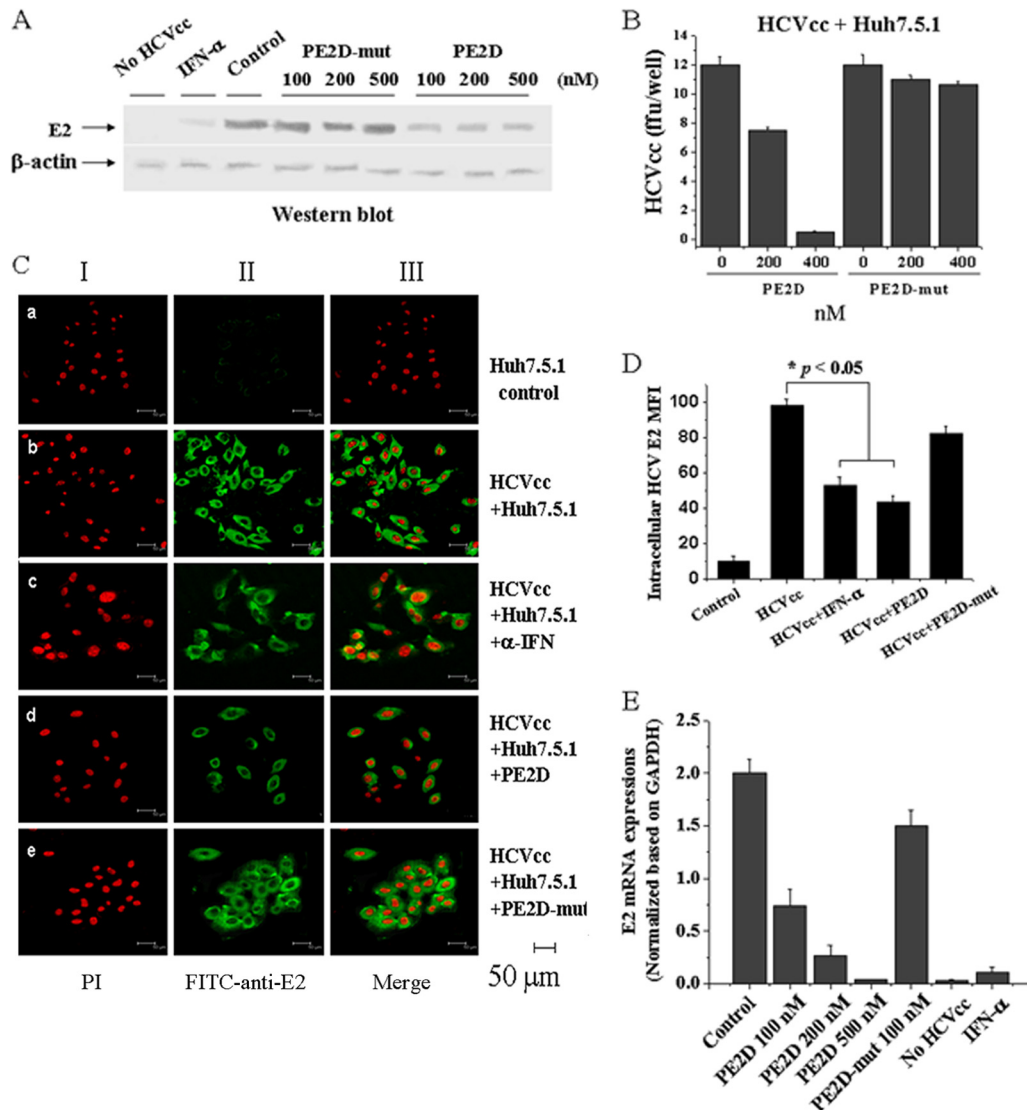 A
No HCVcc
IFN-α
Control
PE2D-mut
PE2D
100 200 500 100 200 500 (nM)
E2
β-actin
Western blot
B
HCVcc + Huh7.5.1
HCVcc (ffu/well)
14
12
10
8
6
4
2
0
0 200 400 0 200 400
PE2D PE2D-mut
nM
C
I II III
a
Huh7.5.1
control
b
HCVcc
+Huh7.5.1
c
HCVcc
+Huh7.5.1
+α-IFN
d
HCVcc
+Huh7.5.1
+PE2D
e
HCVcc
+Huh7.5.1
+PE2D-mut
50 μm
PI FITC-anti-E2 Merge
D
* p < 0.05
Intracellular HCV E2 MFI
100
80
60
40
20
0
Control
HCVcc
HCVcc+IFN-α
HCVcc+PE2D
HCVcc+PE2D-mut
E
E2 mRNA expressions
(Normalized based on GAPDH)
2.5
2.0
1.5
1.0
0.5
0.0
Control
PE2D 100 nM
PE2D 200 nM
PE2D 500 nM
PE2D-mut 100 nM
No HCVcc
IFN-α